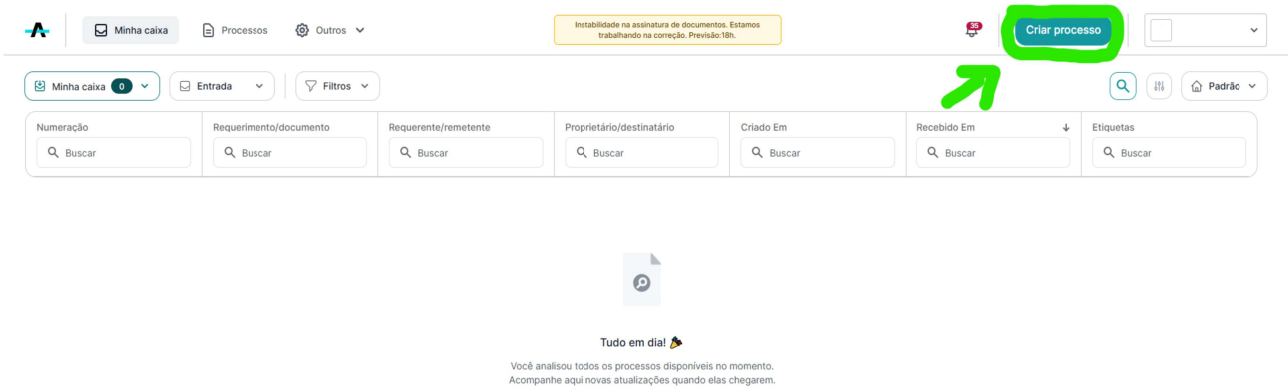 Minha caixa
Processos
Outros
Instabilidade na assinatura de documentos. Estamos
trabalhando na correção. Previsão:18h.
35
Criar processo
Minha caixa 0
Entrada
Filtros
Padrão
Numeração
Requerimento/documento
Requerente/remetente
Proprietário/destinatário
Criado Em
Recebido Em
Etiquetas
Buscar
Buscar
Buscar
Buscar
Buscar
Buscar
Buscar
Tudo em dia!
Você analisou todos os processos disponíveis no momento.
Acompanhe aqui novas atualizações quando elas chegarem.